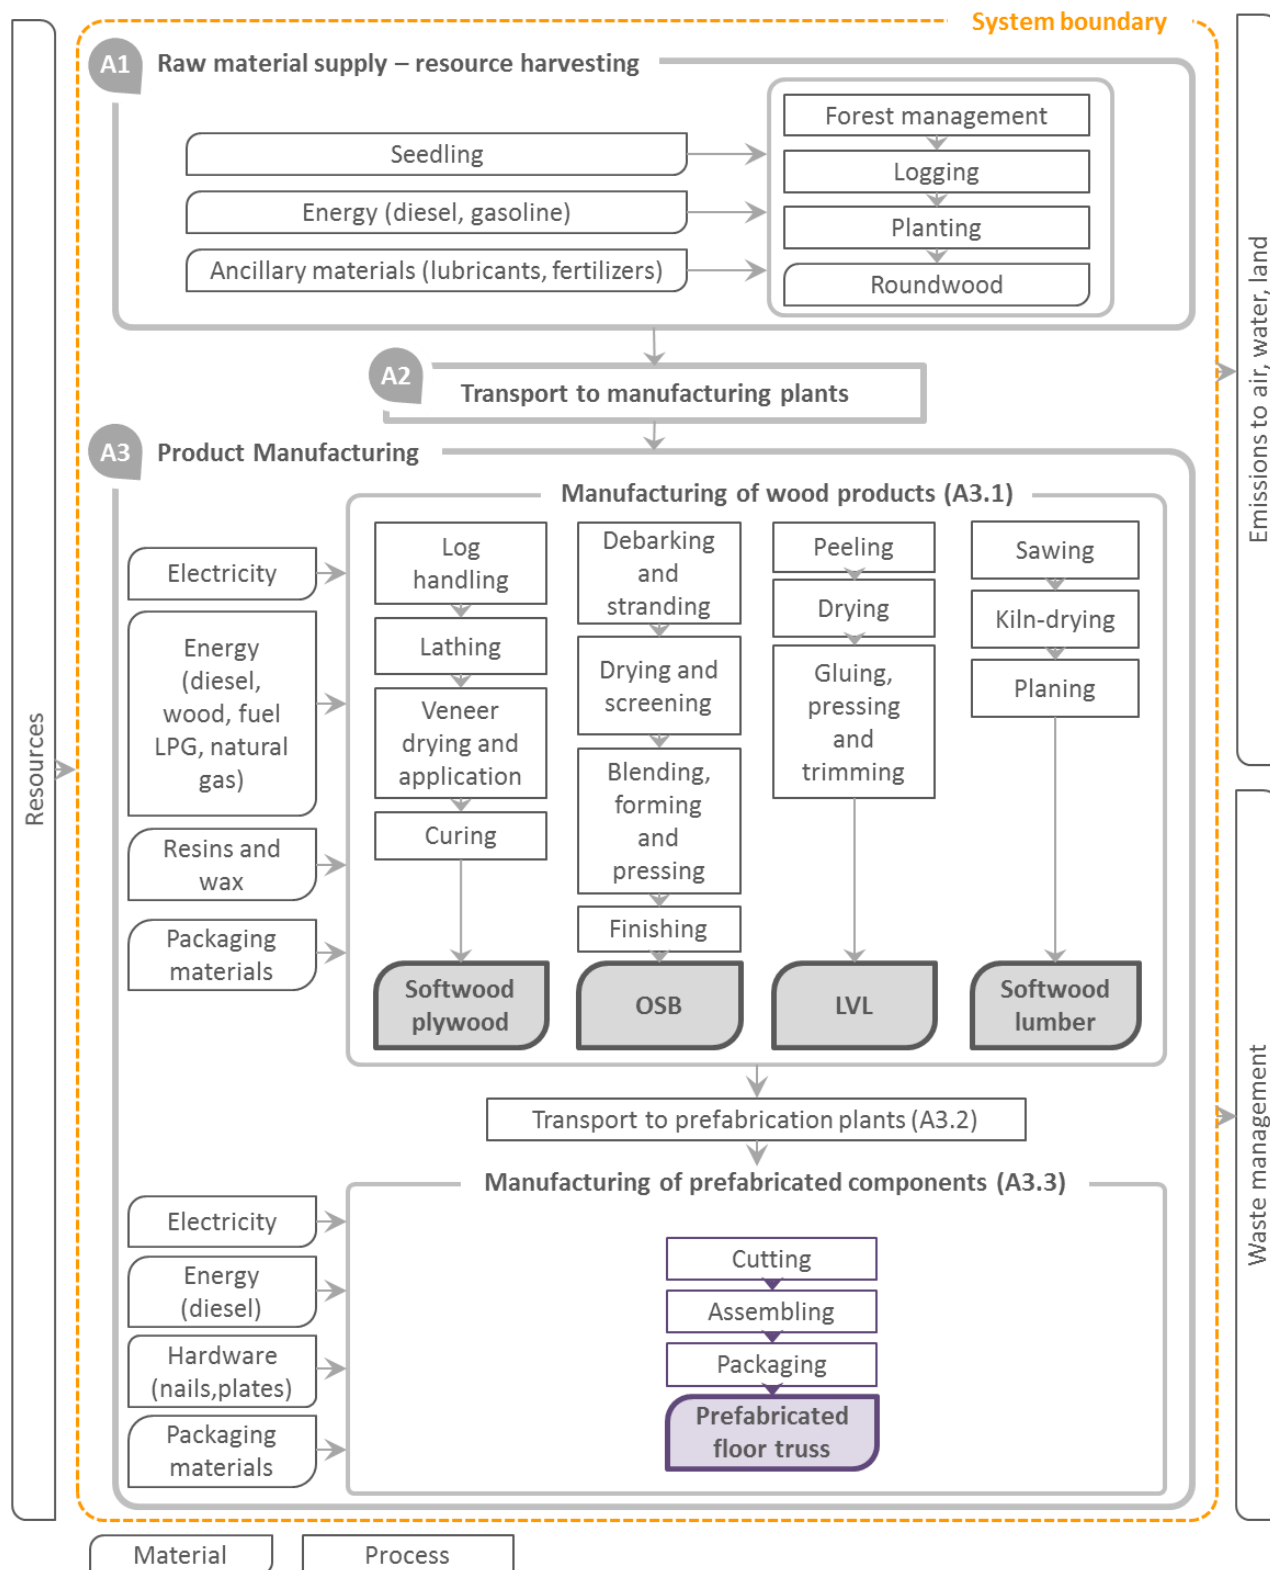 System boundary
A1
Raw material supply – resource harvesting
Seedling
Energy (diesel, gasoline)
Ancillary materials (lubricants, fertilizers)
Forest management
Logging
Planting
Roundwood
A2
Transport to manufacturing plants
A3
Product Manufacturing
Manufacturing of wood products (A3.1)
Electricity
Energy
(diesel,
wood, fuel
LPG, natural
gas)
Resins and
wax
Packaging
materials
Log
handling
Lathing
Veneer
drying and
application
Curing
Softwood
plywood
Debarking
and
stranding
Drying and
screening
Blending,
forming
and
pressing
Finishing
OSB
Peeling
Drying
Gluing,
pressing
and
trimming
LVL
Sawing
Kiln-drying
Planing
Softwood
lumber
Transport to prefabrication plants (A3.2)
Manufacturing of prefabricated components (A3.3)
Electricity
Energy
(diesel)
Hardware
(nails,plates)
Packaging
materials
Cutting
Assembling
Packaging
Prefabricated
floor truss
Resources
Emissions to air, water, land
Waste management
Material
Process